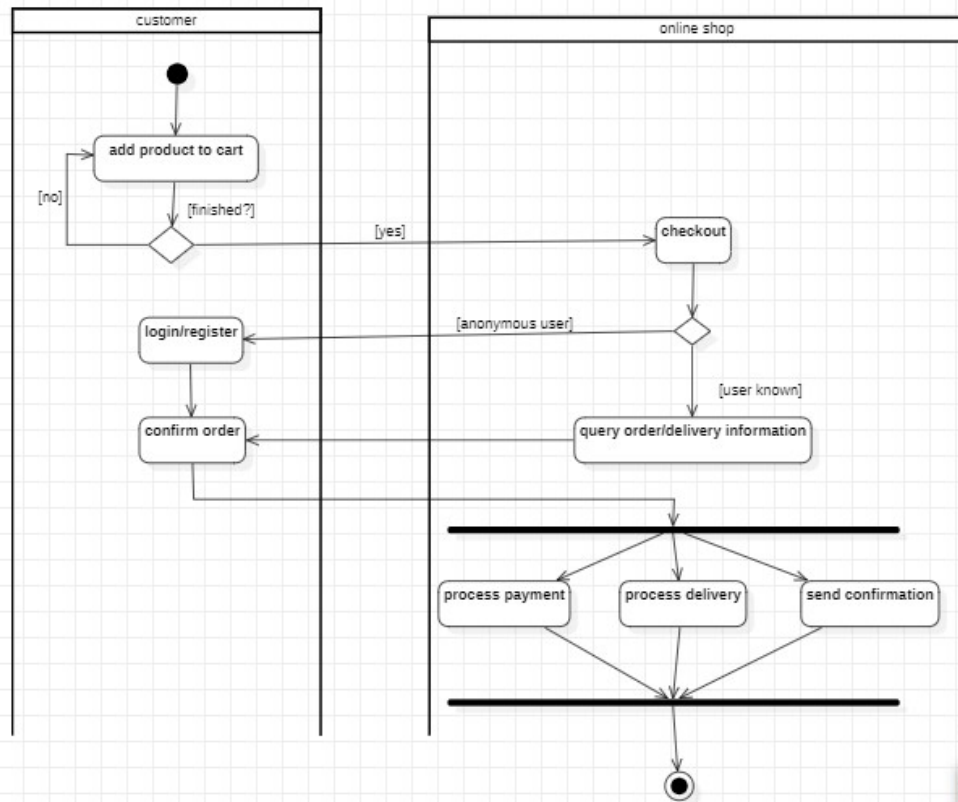 customer
online shop
add product to cart
[no]
[finished?]
[yes]
checkout
login/register
[anonymous user]
[user known]
confirm order
query order/delivery information
process payment
process delivery
send confirmation